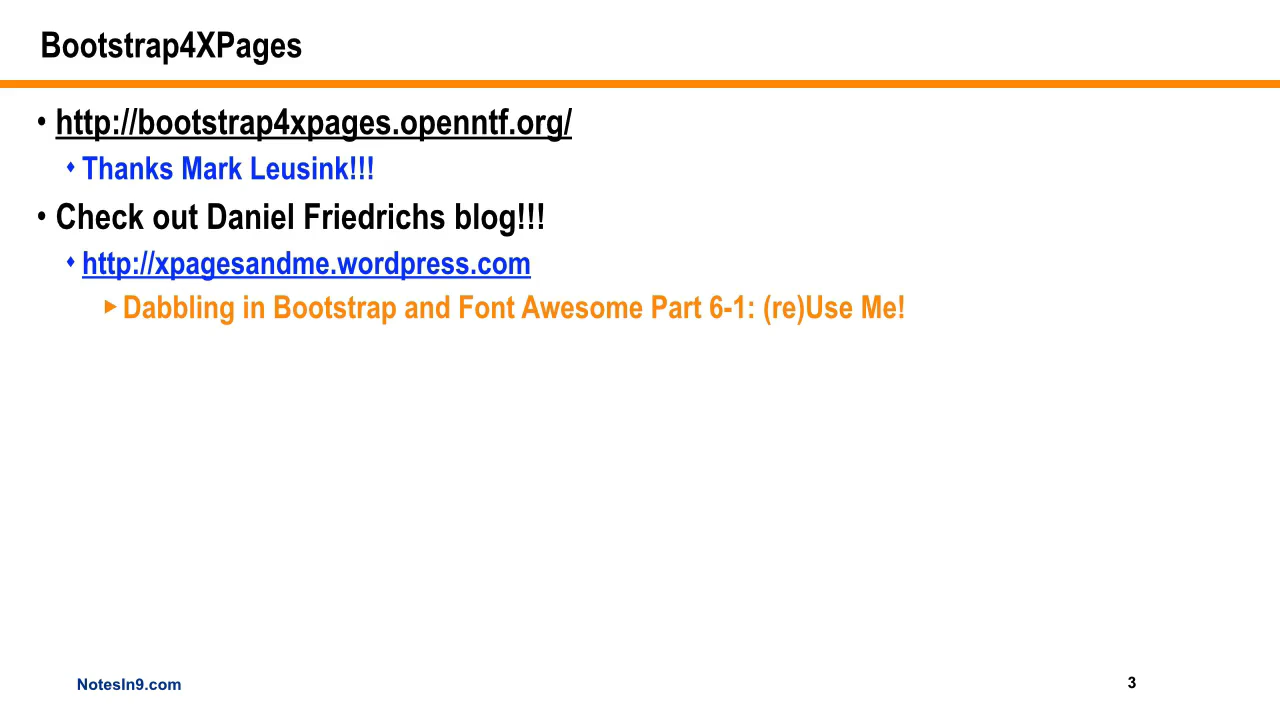 Bootstrap4XPages
• http://bootstrap4xpages.openntf.org/
♦ Thanks Mark Leusink!!!
• Check out Daniel Friedrichs blog!!!
♦ http://xpagesandme.wordpress.com
► Dabbling in Bootstrap and Font Awesome Part 6-1: (re)Use Me!
NotesIn9.com
3